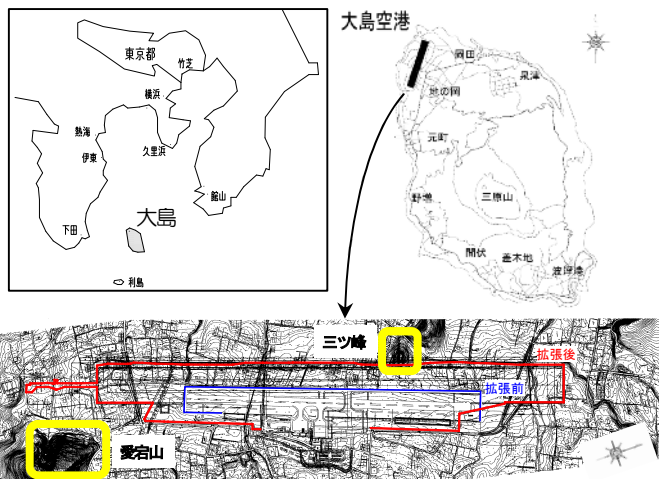 東京都
竹芝
横浜
熱海
伊東
久里浜
館山
下田
大島
利島
大島空港
岡田
泉津
地の岡
元町
野増
三原山
間伏
差木地
波浮港
三ツ峰
拡張後
拡張前
愛宕山